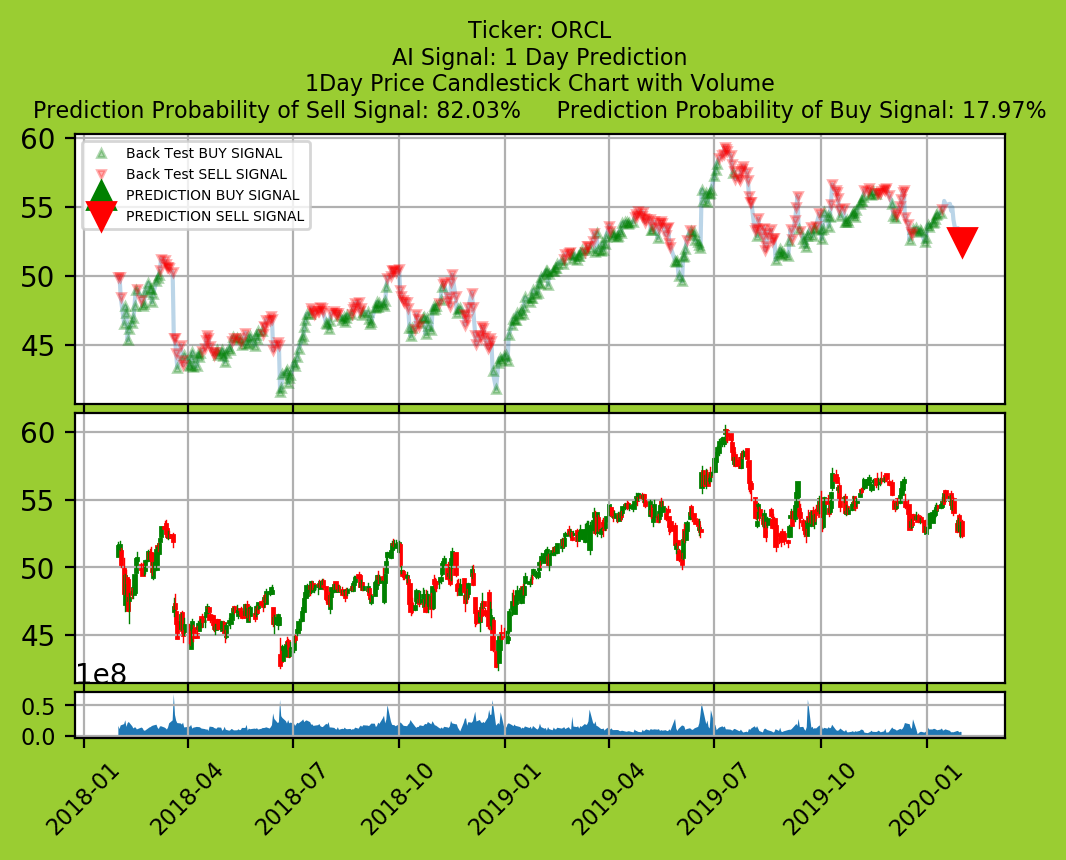 Ticker: ORCL
AI Signal: 1 Day Prediction
1Day Price Candlestick Chart with Volume
Prediction Probability of Sell Signal: 82.03% Prediction Probability of Buy Signal: 17.97%
60
55
50
45
Back Test BUY SIGNAL
Back Test SELL SIGNAL
PREDICTION BUY SIGNAL
PREDICTION SELL SIGNAL
60
55
50
45
1e8
0.5
0.0
2018-01 2018-04 2018-07 2018-10 2019-01 2019-04 2019-07 2019-10 2020-01